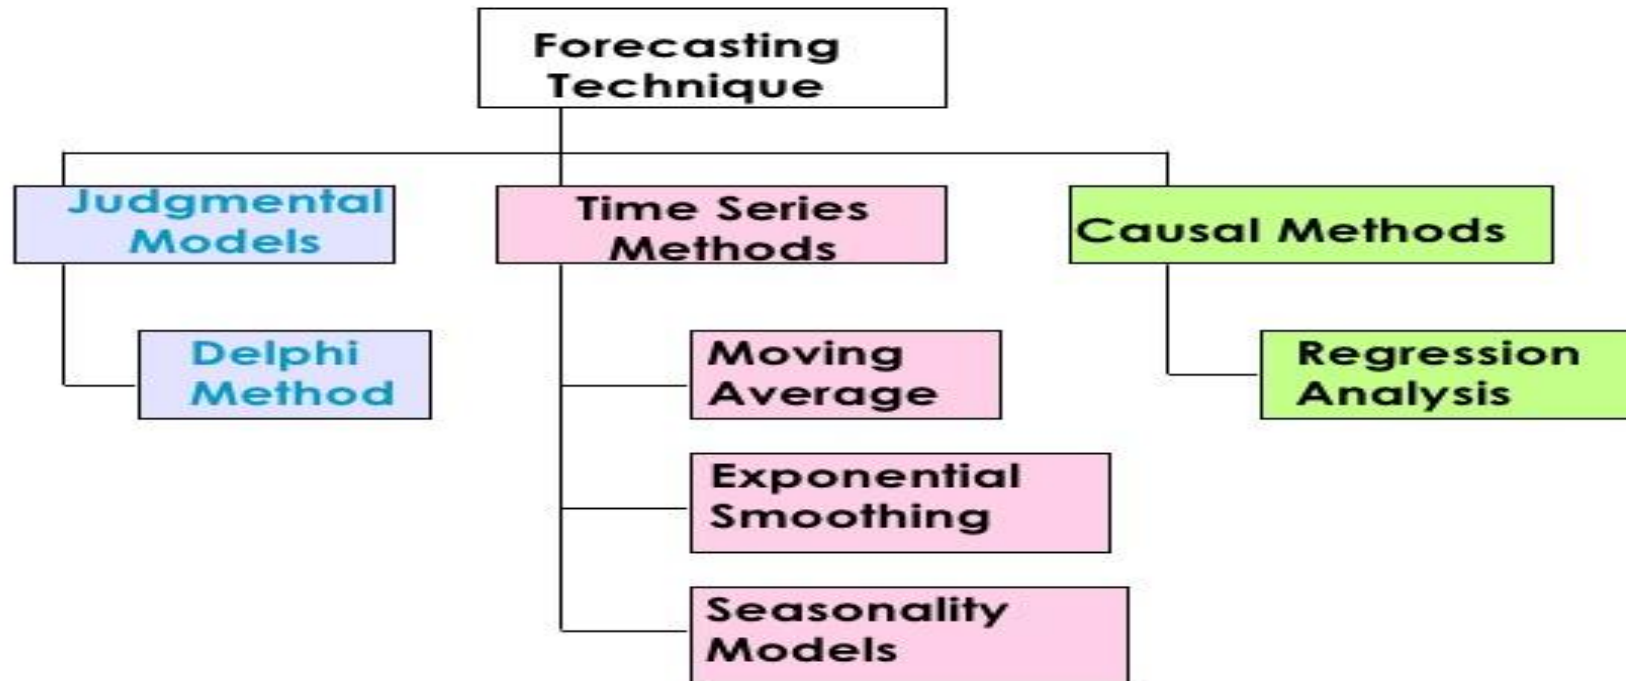 Forecasting
Technique
Judgmental
Models
Time Series
Methods
Causal Methods
Delphi
Method
Moving
Average
Regression
Analysis
Exponential
Smoothing
Seasonality
Models